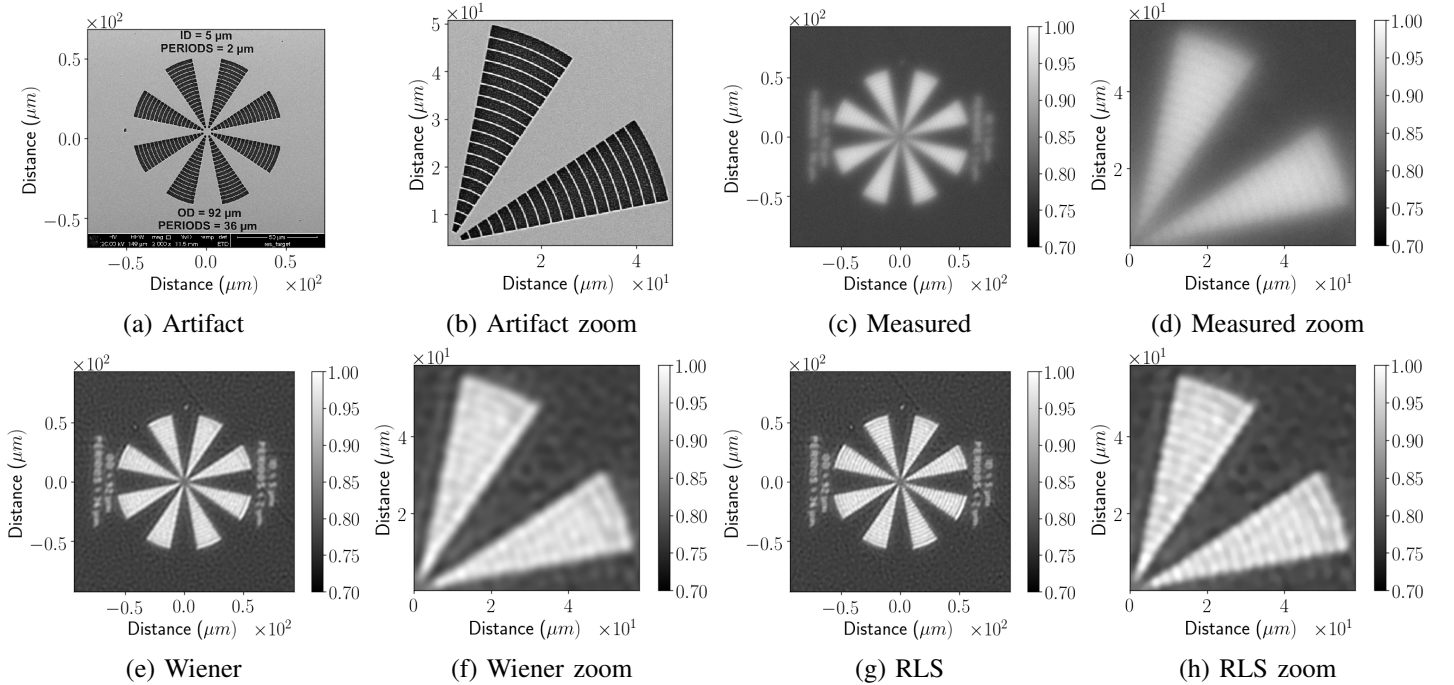 ×10²
ID = 5 µm
PERIODS = 2 µm
0.5
0.0
−0.5
Distance (µm)
OD = 92 µm
PERIODS = 36 µm
−0.5 0.0 0.5
Distance (µm) ×10²
(a) Artifact
5 ×10¹
4
3
2
1
Distance (µm)
2 4
Distance (µm) ×10¹
(b) Artifact zoom
×10²
0.5
0.0
−0.5
Distance (µm)
−0.5 0.0 0.5
Distance (µm) ×10²
1.00
0.95
0.90
0.85
0.80
0.75
0.70
(c) Measured
×10¹
4
2
Distance (µm)
0 2 4
Distance (µm) ×10¹
1.00
0.95
0.90
0.85
0.80
0.75
0.70
(d) Measured zoom
×10²
0.5
0.0
−0.5
Distance (µm)
−0.5 0.0 0.5
Distance (µm) ×10²
1.00
0.95
0.90
0.85
0.80
0.75
0.70
(e) Wiener
×10¹
4
2
Distance (µm)
0 2 4
Distance (µm) ×10¹
1.00
0.95
0.90
0.85
0.80
0.75
0.70
(f) Wiener zoom
×10²
0.5
0.0
−0.5
Distance (µm)
−0.5 0.0 0.5
Distance (µm) ×10²
1.00
0.95
0.90
0.85
0.80
0.75
0.70
(g) RLS
×10¹
4
2
Distance (µm)
0 2 4
Distance (µm) ×10¹
1.00
0.95
0.90
0.85
0.80
0.75
0.70
(h) RLS zoom